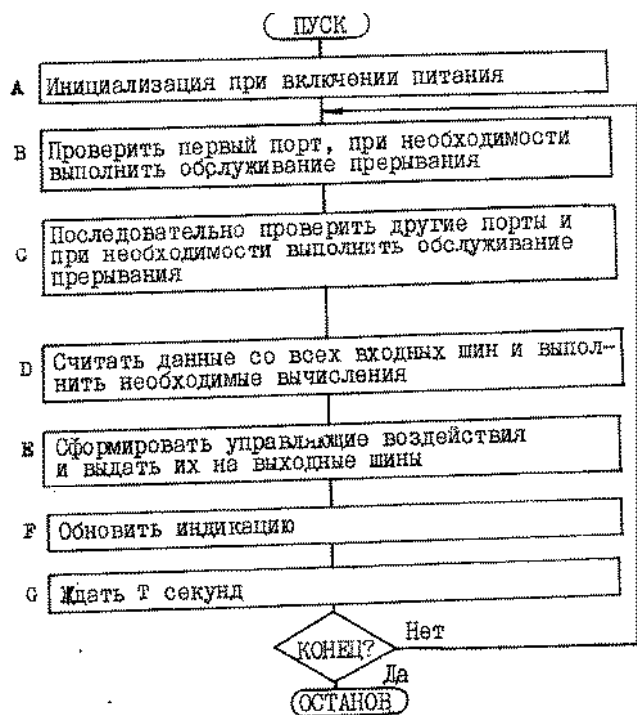 ПУСК
A Инициализация при включении питания
B Проверить первый порт, при необходимости
выполнить обслуживание прерывания
C Последовательно проверить другие порты и
при необходимости выполнить обслуживание
прерывания
D Считать данные со всех входных шин и выпол-
нить необходимые вычисления
E Сформировать управляющие воздействия
и выдать их на выходные шины
F Обновить индикацию
G Ждать T секунд
КОНЕЦ? Нет
Да
ОСТАНОВ